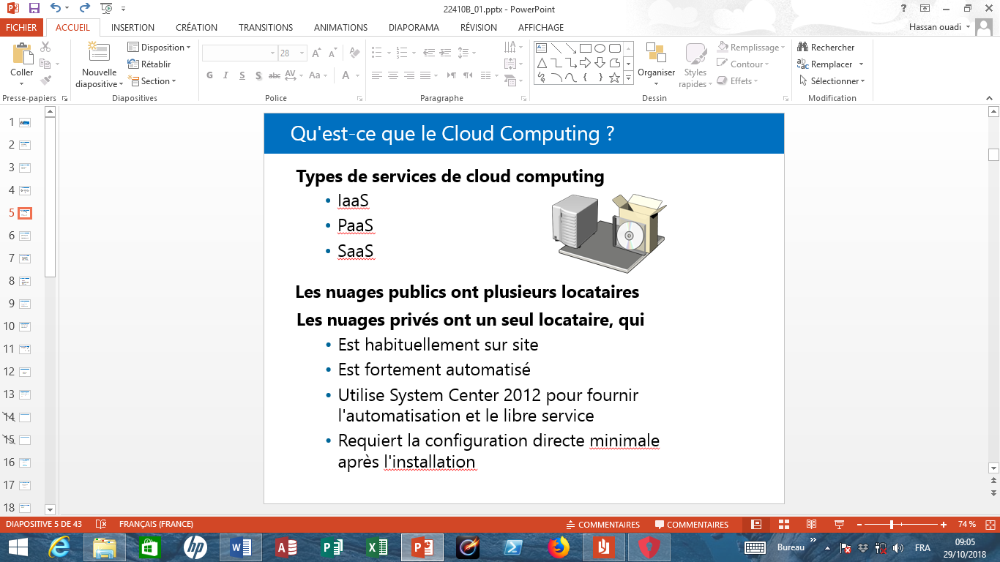 22410B_01.pptx - PowerPoint
FICHIER ACCUEIL INSERTION CRÉATION TRANSITIONS ANIMATIONS DIAPORAMA RÉVISION AFFICHAGE Hassan ouadi
Coller
Nouvelle diapositive
Disposition
Rétablir
Section
28
G I S S abc AV Aa A
Organiser
Styles rapides
Remplissage
Contour
Effets
Rechercher
Remplacer
Sélectionner
Presse-papiers Diapositives Police Paragraphe Dessin Modification
1
2
3
4
5
6
7
8
9
10
11
12
13
14
15
16
17
18
Qu'est-ce que le Cloud Computing ?
Types de services de cloud computing
• IaaS
• PaaS
• SaaS
Les nuages publics ont plusieurs locataires
Les nuages privés ont un seul locataire, qui
• Est habituellement sur site
• Est fortement automatisé
• Utilise System Center 2012 pour fournir
l'automatisation et le libre service
• Requiert la configuration directe minimale
après l'installation
DIAPOSITIVE 5 DE 43 FRANÇAIS (FRANCE) COMMENTAIRES COMMENTAIRES 74 %
Bureau FRA 09:05
29/10/2018